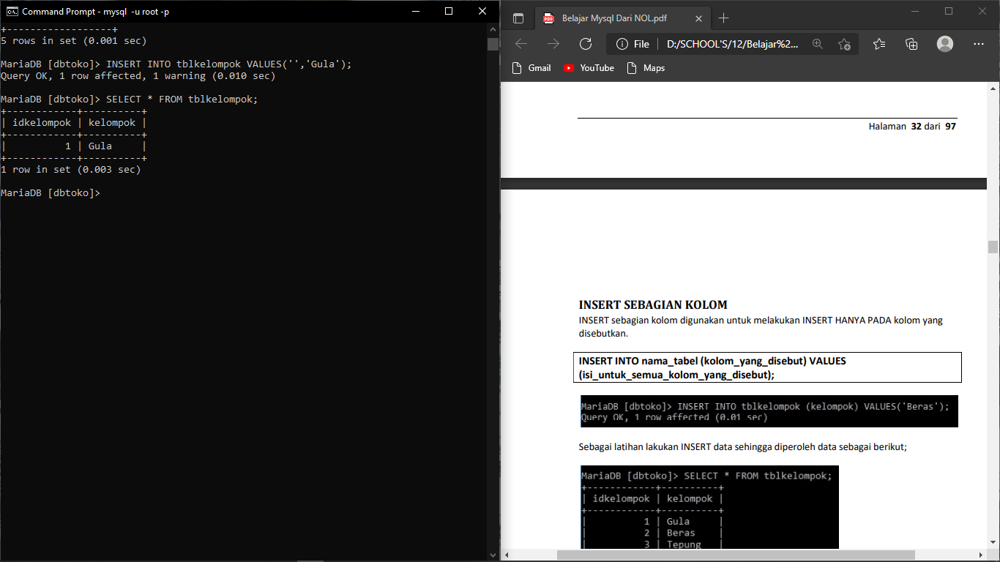 Command Prompt - mysql  -u root -p
+------------------+
5 rows in set (0.001 sec)
MariaDB [dbtoko]> INSERT INTO tblkelompok VALUES('','Gula');
Query OK, 1 row affected, 1 warning (0.010 sec)
MariaDB [dbtoko]> SELECT * FROM tblkelompok;
+------------+----------+
| idkelompok | kelompok |
+------------+----------+
|          1 | Gula     |
+------------+----------+
1 row in set (0.003 sec)
MariaDB [dbtoko]>
Belajar Mysql Dari NOL.pdf
File | D:/SCHOOL'S/12/Belajar%2...
Gmail YouTube Maps
Halaman 32 dari 97
INSERT SEBAGIAN KOLOM
INSERT sebagian kolom digunakan untuk melakukan INSERT HANYA PADA kolom yang
disebutkan.
INSERT INTO nama_tabel (kolom_yang_disebut) VALUES
(isi_untuk_semua_kolom_yang_disebut);
MariaDB [dbtoko]> INSERT INTO tblkelompok (kelompok) VALUES('Beras');
Query OK, 1 row affected (0.01 sec)
Sebagai latihan lakukan INSERT data sehingga diperoleh data sebagai berikut;
MariaDB [dbtoko]> SELECT * FROM tblkelompok;
+------------+----------+
| idkelompok | kelompok |
+------------+----------+
|          1 | Gula     |
|          2 | Beras    |
|          3 | Tepung   |